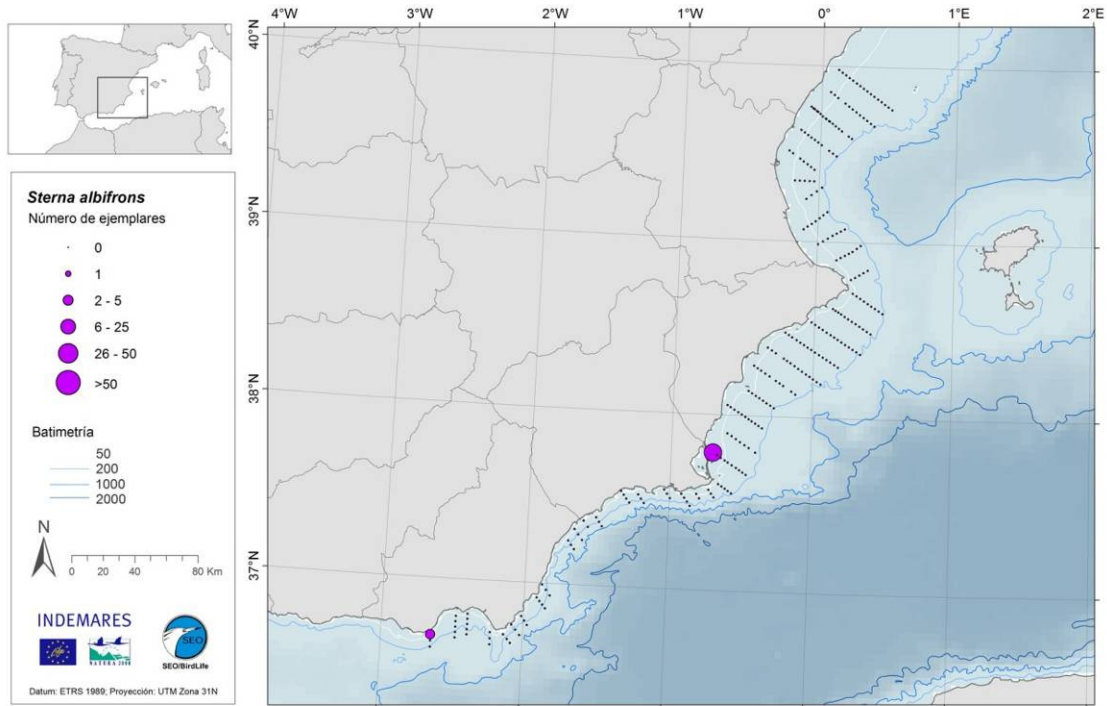 4°W 3°W 2°W 1°W 0° 1°E 2°E
40°N
39°N
38°N
37°N
Sterna albifrons
Número de ejemplares
0
1
2 - 5
6 - 25
26 - 50
>50
Batimetría
50
200
1000
2000
N
0 20 40 80 Km
INDEMARES
NATURA 2000
SEO
SEO/BirdLife
Datum: ETRS 1989; Proyección: UTM Zona 31N